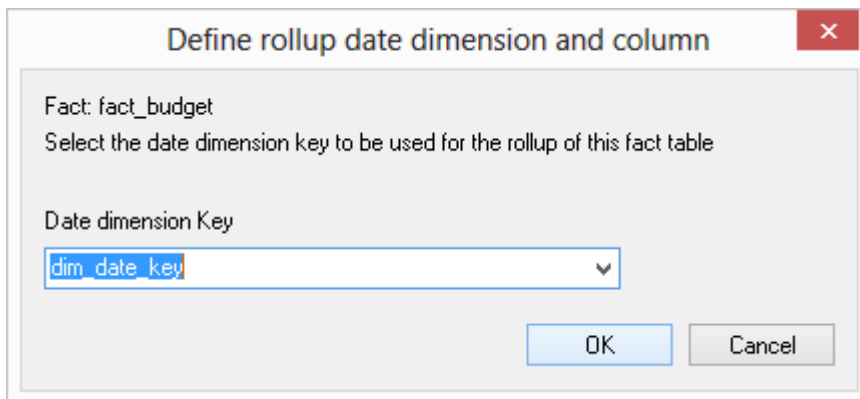 Define rollup date dimension and column
Fact: fact_budget
Select the date dimension key to be used for the rollup of this fact table
Date dimension Key
dim_date_key
OK
Cancel